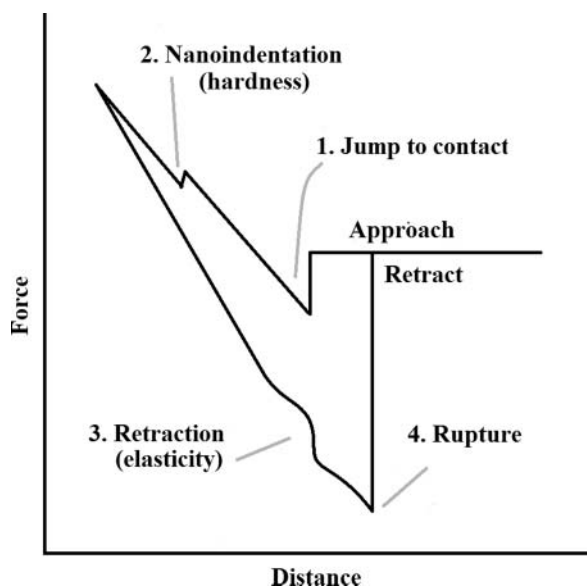 2. Nanoindentation
(hardness)
1. Jump to contact
Approach
Retract
Force
3. Retraction
(elasticity)
4. Rupture
Distance